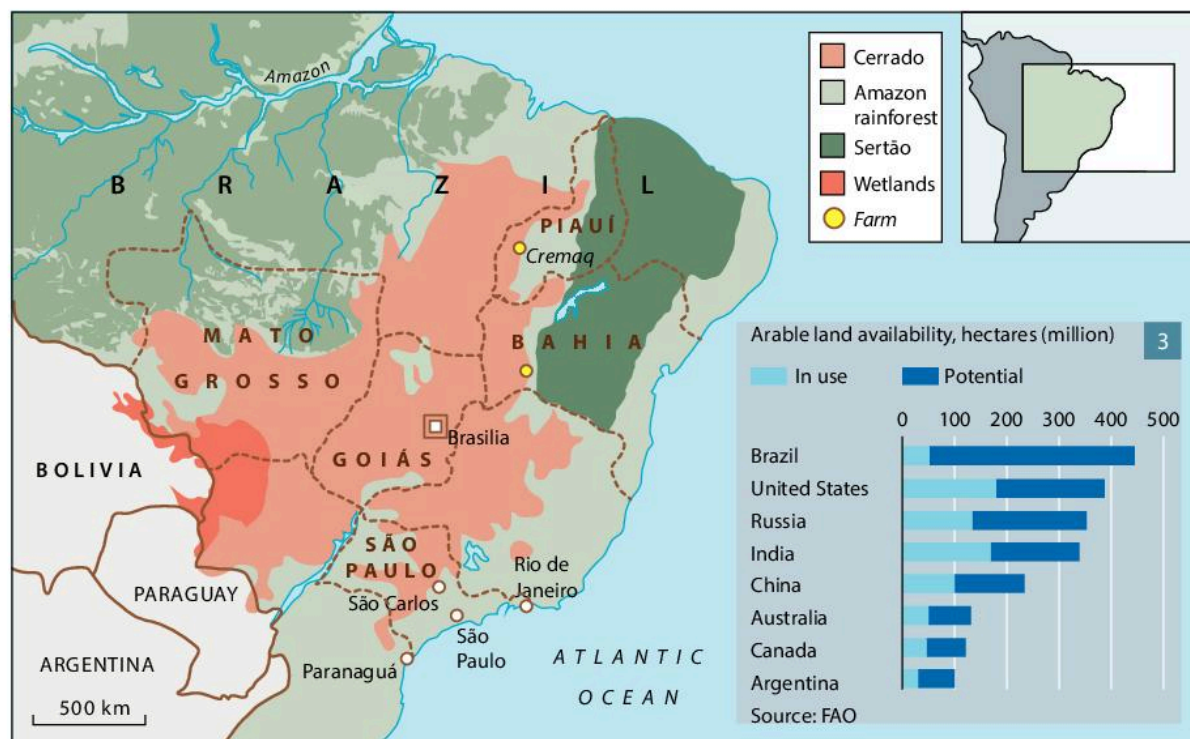 Amazon
B R A Z I L
PIAUÍ
Cremaq
MATO
GROSSO
BAHIA
Brasilia
GOIÁS
BOLIVIA
SÃO
PAULO
Rio de
Janeiro
PARAGUAY
São Carlos
São
Paulo
ARGENTINA
Paranaguá
ATLANTIC
OCEAN
500 km
Cerrado
Amazon
rainforest
Sertão
Wetlands
Farm
Arable land availability, hectares (million)
3
In use Potential
0 100 200 300 400 500
Brazil
United States
Russia
India
China
Australia
Canada
Argentina
Source: FAO